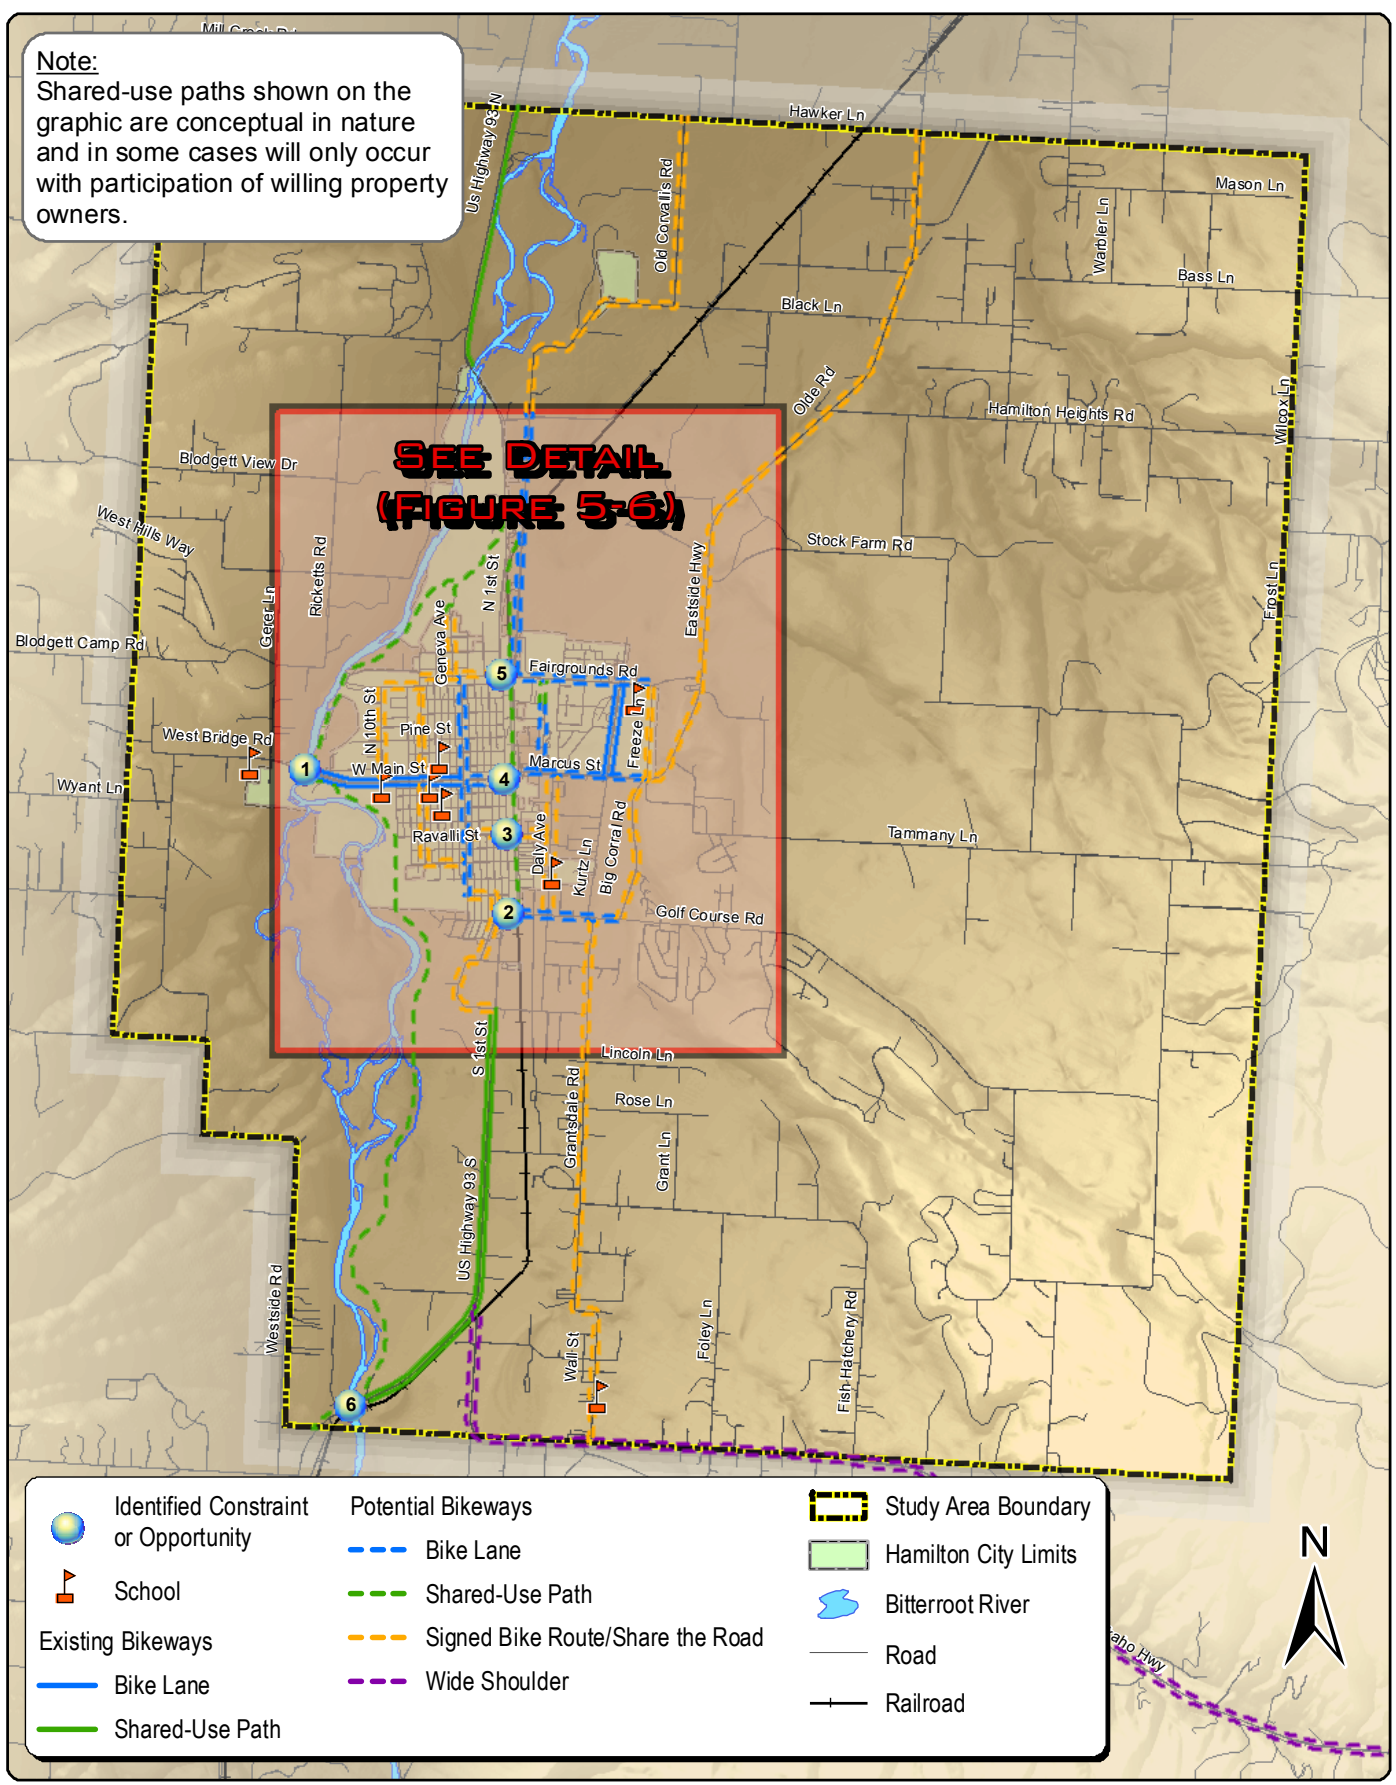 Mill Creek Rd
Note:
Shared-use paths shown on the
graphic are conceptual in nature
and in some cases will only occur
with participation of willing property
owners.
Us Highway 93 N
Hawker Ln
Old Corvallis Rd
Mason Ln
Warbler Ln
Bass Ln
Black Ln
Olde Rd
Hamilton Heights Rd
Wilcox Ln
See Detail
(Figure 5-6)
Blodgett View Dr
West Hills Way
Ricketts Rd
Gerer Ln
N 1st St
Eastside Hwy
Stock Farm Rd
Frost Ln
Blodgett Camp Rd
Geneva Ave
5
Fairgrounds Rd
N 10th St
Pine St
Freeze Ln
West Bridge Rd
1
W Main St
4
Marcus St
Wyant Ln
Ravalli St
3
Daly Ave
Kurtz Ln
Big Corral Rd
Tammany Ln
2
Golf Course Rd
S 1st St
Lincoln Ln
Grantsdale Rd
Rose Ln
Grant Ln
US Highway 93 S
Westside Rd
Wall St
Foley Ln
Fish Hatchery Rd
6
Identified Constraint
or Opportunity
School
Existing Bikeways
Bike Lane
Shared-Use Path
Potential Bikeways
Bike Lane
Shared-Use Path
Signed Bike Route/Share the Road
Wide Shoulder
Study Area Boundary
Hamilton City Limits
Bitterroot River
Road
Railroad
N
Hwy